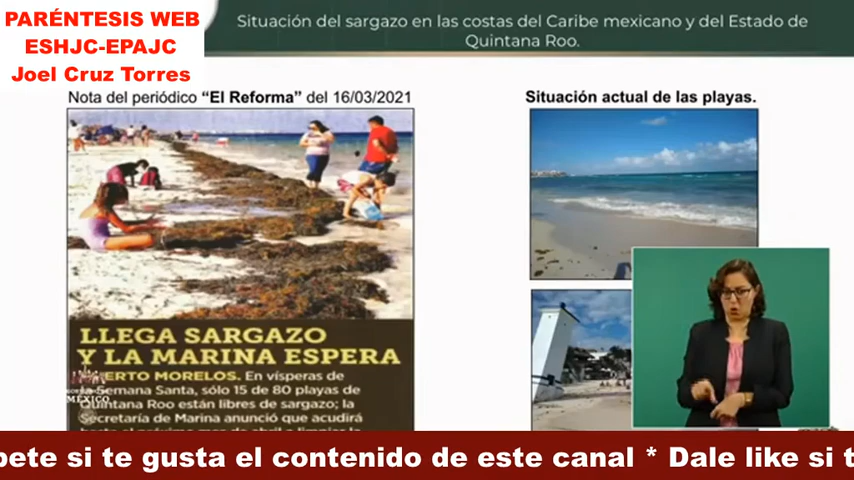 PARÉNTESIS WEB
ESHJC-EPAJC
Joel Cruz Torres
Situación del sargazo en las costas del Caribe mexicano y del Estado de
Quintana Roo.
Nota del periódico “El Reforma” del 16/03/2021
Situación actual de las playas.
LLEGA SARGAZO
Y LA MARINA ESPERA
ERTO MORELOS. En vísperas de
la Semana Santa, sólo 15 de 80 playas de
Quintana Roo están libres de sargazo; la
Secretaría de Marina anunció que acudirá
MÉXICO
pete si te gusta el contenido de este canal * Dale like si t